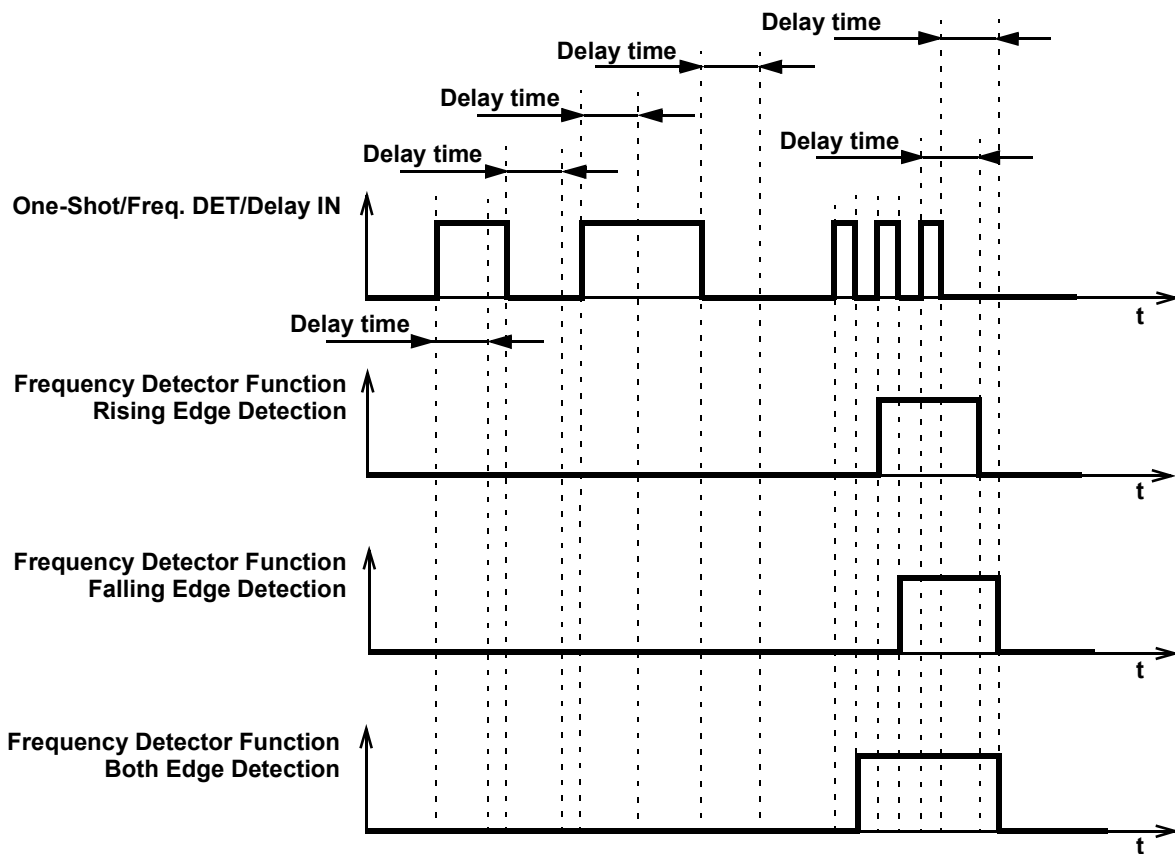 Delay time
Delay time
Delay time
Delay time
Delay time
One-Shot/Freq. DET/Delay IN
t
Delay time
Frequency Detector Function
Rising Edge Detection
t
Frequency Detector Function
Falling Edge Detection
t
Frequency Detector Function
Both Edge Detection
t